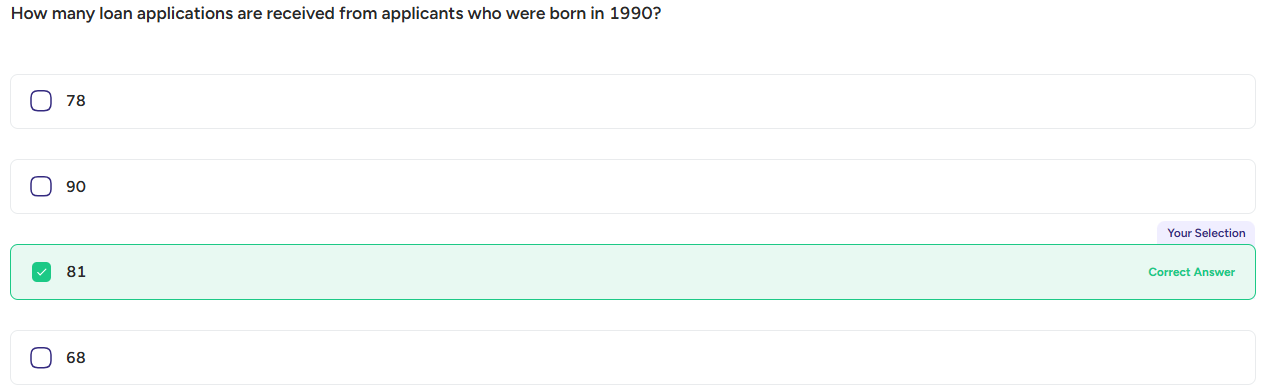 How many loan applications are received from applicants who were born in 1990?
78
90
Your Selection
81 Correct Answer
68